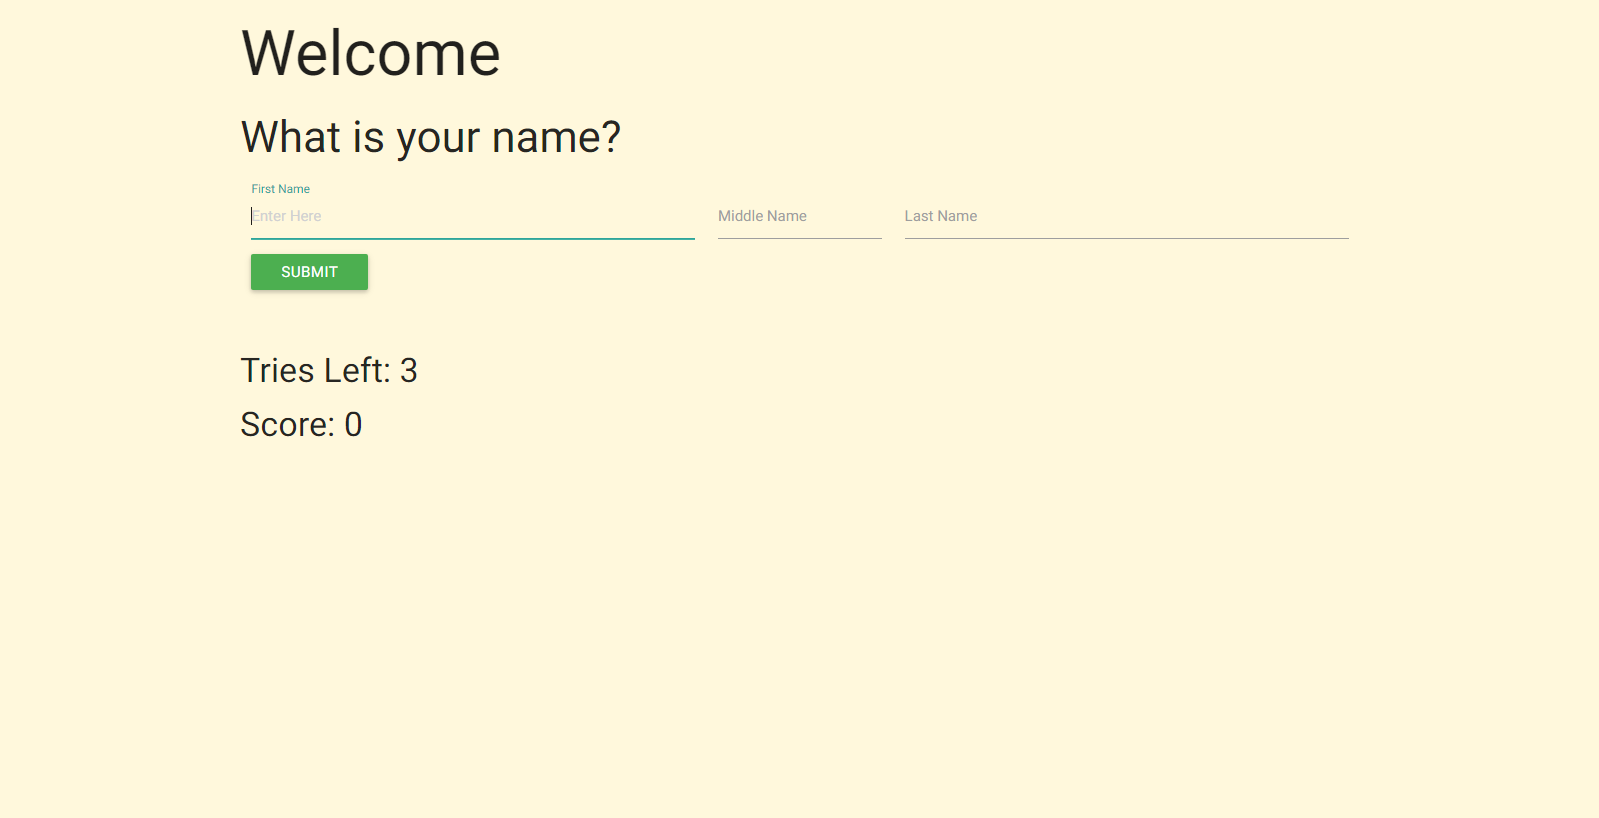 Welcome
What is your name?
First Name
Enter Here
Middle Name
Last Name
SUBMIT
Tries Left: 3
Score: 0